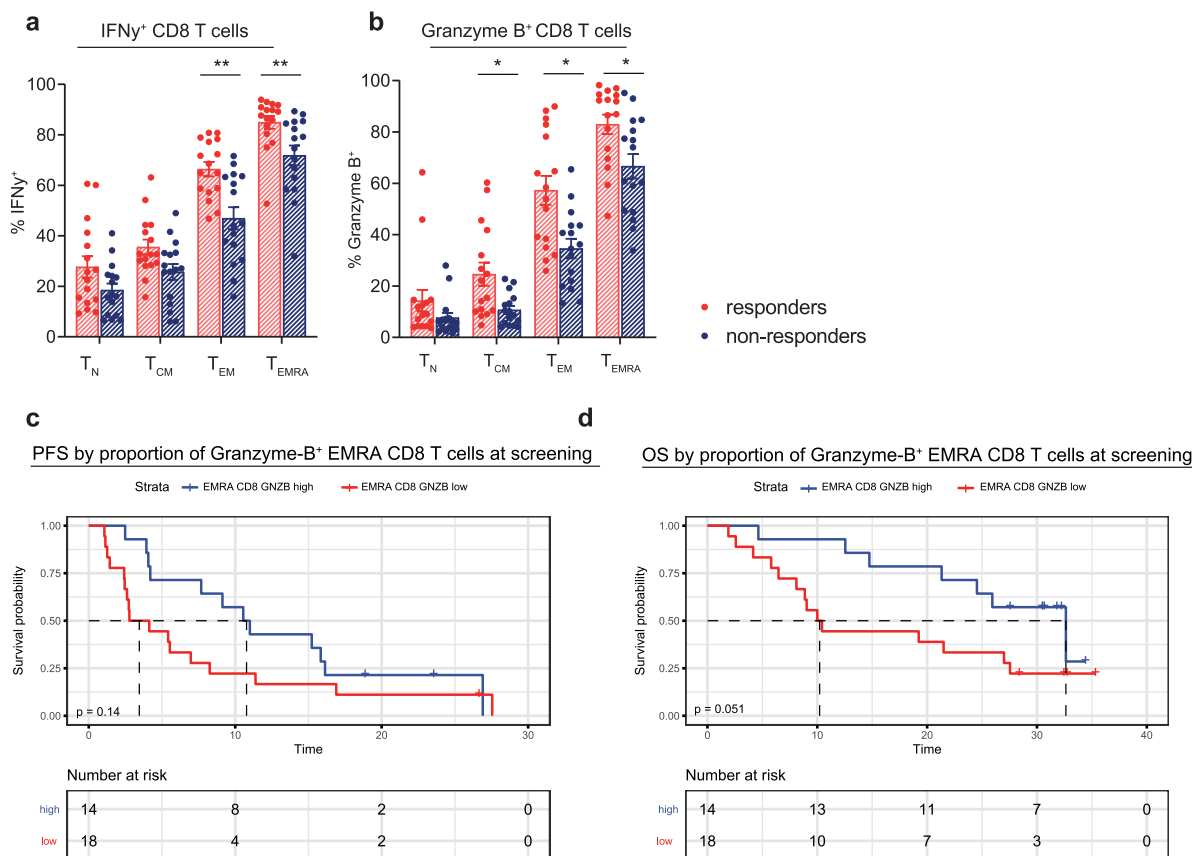 a
IFNy⁺ CD8 T cells
**
**
% IFNy⁺
100
80
60
40
20
0
T_N
T_CM
T_EM
T_EMRA
b
Granzyme B⁺ CD8 T cells
*
*
*
% Granzyme B⁺
100
80
60
40
20
0
T_N
T_CM
T_EM
T_EMRA
responders
non-responders
c
PFS by proportion of Granzyme-B⁺ EMRA CD8 T cells at screening
Strata EMRA CD8 GNZB high EMRA CD8 GNZB low
Survival probability
1.00
0.75
0.50
0.25
0.00
p = 0.14
0 10 20 30
Time
Number at risk
high 14 8 2 0
low 18 4 2 0
d
OS by proportion of Granzyme-B⁺ EMRA CD8 T cells at screening
Strata EMRA CD8 GNZB high EMRA CD8 GNZB low
Survival probability
1.00
0.75
0.50
0.25
0.00
p = 0.051
0 10 20 30 40
Time
Number at risk
high 14 13 11 7 0
low 18 10 7 3 0